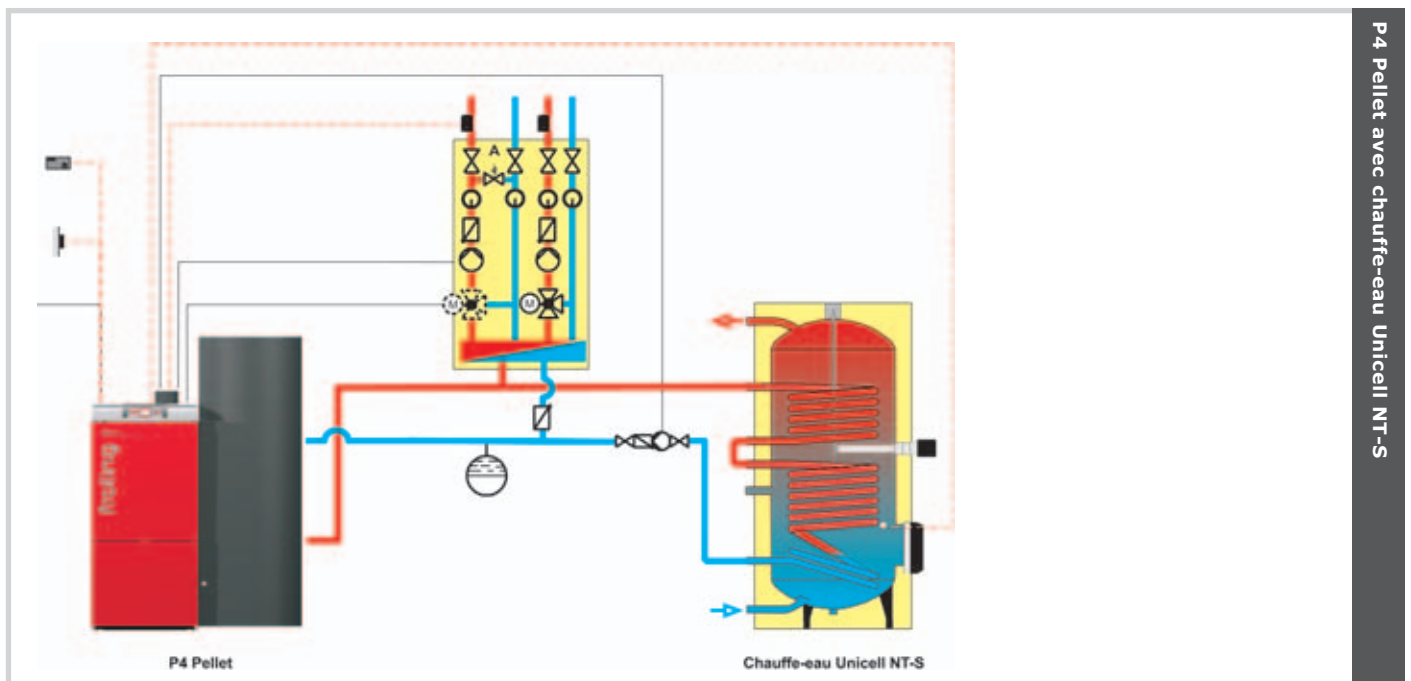 P4 Pellet avec chauffe-eau Unicell NT-S
A
M
M
P4 Pellet
Chauffe-eau Unicell NT-S